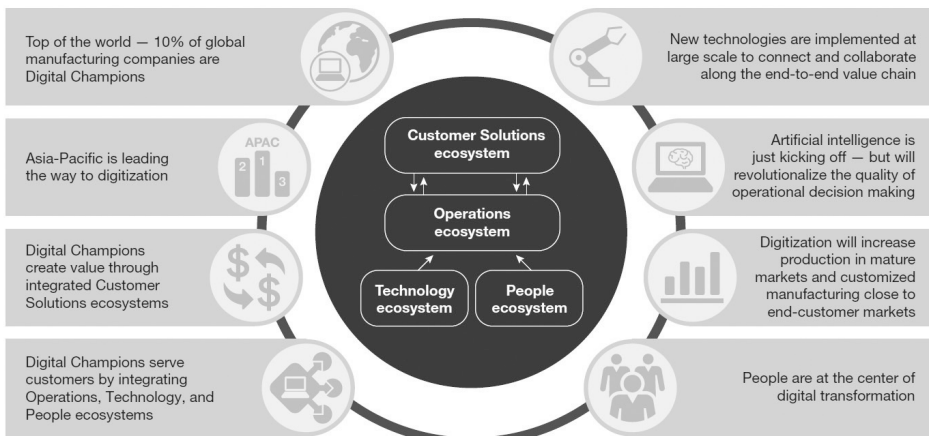 Top of the world — 10% of global
manufacturing companies are
Digital Champions
APAC
2
1
3
Asia-Pacific is leading
the way to digitization
Digital Champions
create value through
integrated Customer
Solutions ecosystems
$
$
Digital Champions serve
customers by integrating
Operations, Technology, and
People ecosystems
Customer Solutions
ecosystem
Operations
ecosystem
Technology
ecosystem
People
ecosystem
New technologies are implemented at
large scale to connect and collaborate
along the end-to-end value chain
Artificial intelligence is
just kicking off — but will
revolutionalize the quality of
operational decision making
Digitization will increase
production in mature
markets and customized
manufacturing close to
end-customer markets
People are at the center of
digital transformation